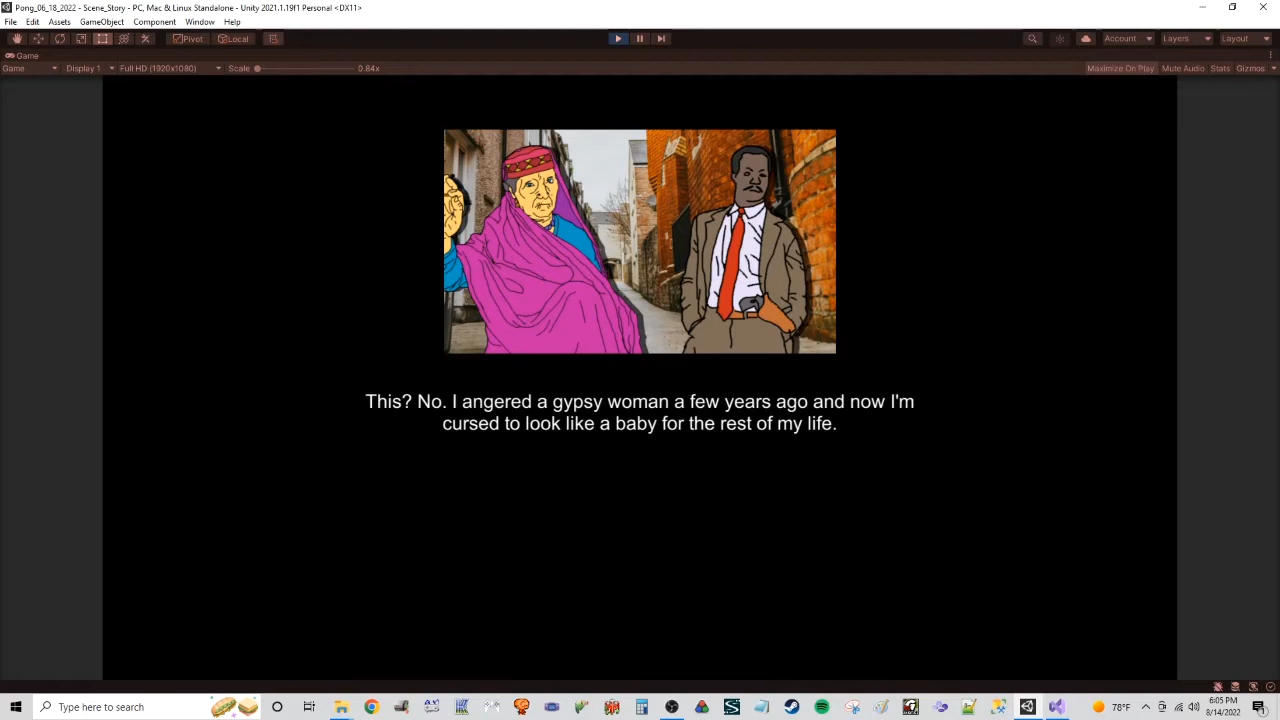 Pong_06_18_2022 - Scene_Story - PC, Mac & Linux Standalone - Unity 2021.1.19f1 Personal <DX11>
File Edit Assets GameObject Component Window Help
Pivot Local Account Layers Layout
Game
Game Display 1 Full HD (1920x1080) Scale 0.84x Maximize On Play Mute Audio Stats Gizmos
This? No. I angered a gypsy woman a few years ago and now I'm
cursed to look like a baby for the rest of my life.
Type here to search
78°F
6:05 PM
8/14/2022